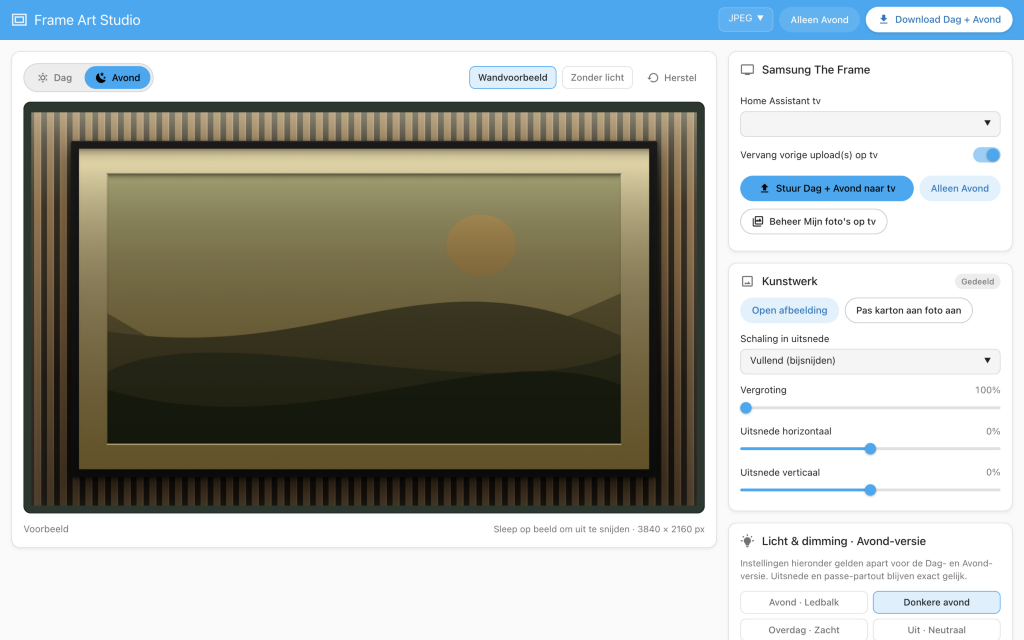 Frame Art Studio
JPEG ▼
Alleen Avond
Download Dag + Avond
Dag
Avond
Wandvoorbeeld
Zonder licht
Herstel
Voorbeeld
Sleep op beeld om uit te snijden · 3840 × 2160 px
Samsung The Frame
Home Assistant tv
Vervang vorige upload(s) op tv
Stuur Dag + Avond naar tv
Alleen Avond
Beheer Mijn foto's op tv
Kunstwerk
Gedeeld
Open afbeelding
Pas karton aan foto aan
Schaling in uitsnede
Vullend (bijsnijden)
Vergroting
100%
Uitsnede horizontaal
0%
Uitsnede verticaal
0%
Licht & dimming · Avond-versie
Instellingen hieronder gelden apart voor de Dag- en Avond-
versie. Uitsnede en passe-partout blijven exact gelijk.
Avond · Ledbalk
Donkere avond
Overdag · Zacht
Uit · Neutraal